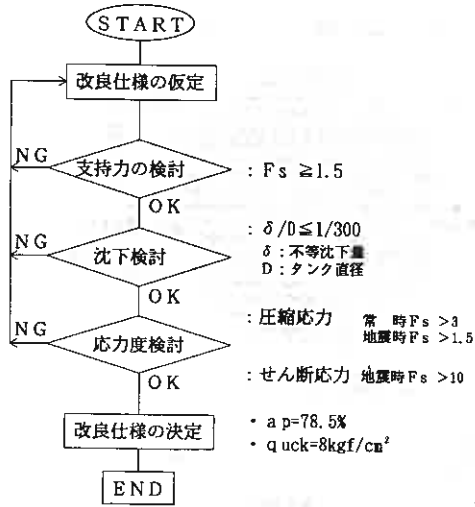 START
改良仕様の仮定
NG
支持力の検討
: Fs ≧1.5
OK
: δ/D≦1/300
δ:不等沈下量
D:タンク直径
NG
沈下検討
OK
: 圧縮応力 常 時Fs >3
地震時Fs >1.5
NG
応力度検討
OK
: せん断応力 地震時Fs >10
改良仕様の決定
・ap=78.5%
・quck=8kgf/cm²
END